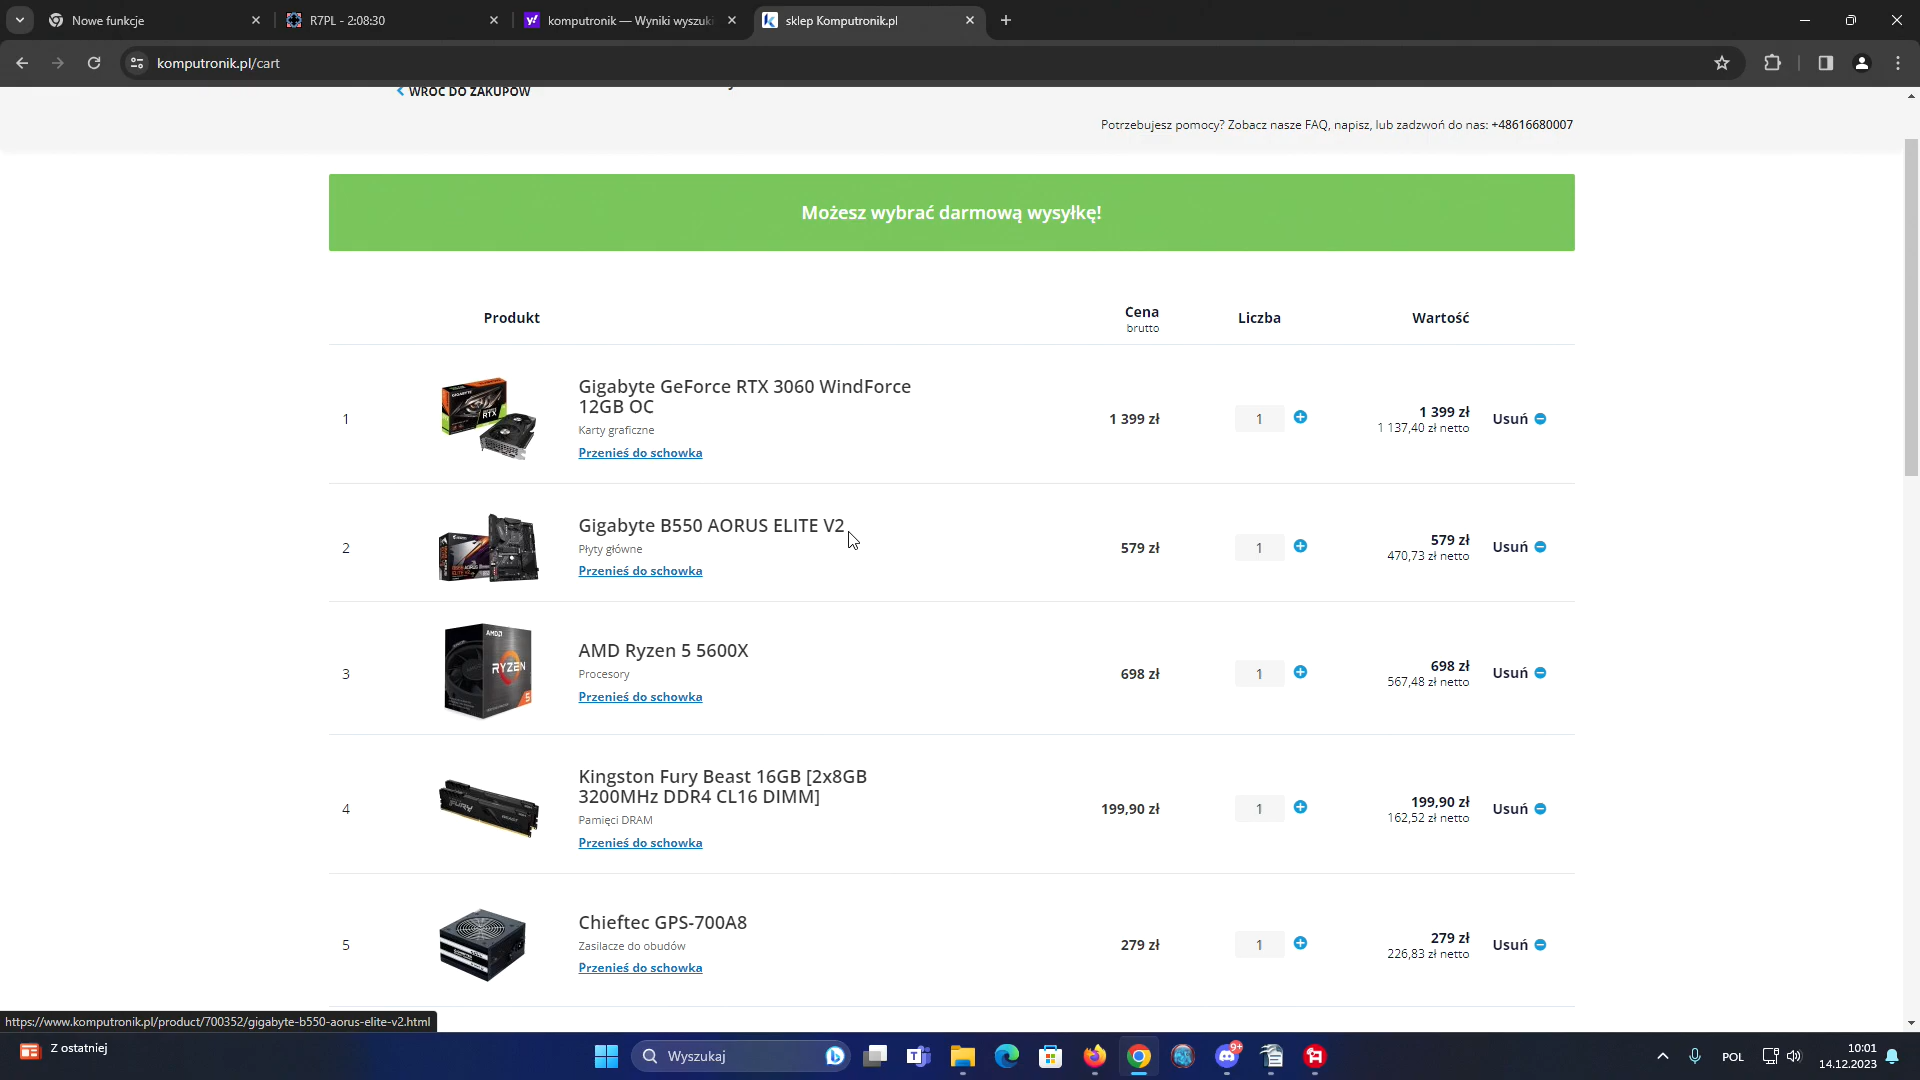 Nowe funkcje
R7PL - 2:08:30
komputronik — Wyniki wyszuki
sklep Komputronik.pl
komputronik.pl/cart
WRÓĆ DO ZAKUPÓW
Potrzebujesz pomocy? Zobacz nasze FAQ, napisz, lub zadzwoń do nas: +48616680007
Możesz wybrać darmową wysyłkę!
Produkt Cena brutto Liczba Wartość
1
Gigabyte GeForce RTX 3060 WindForce
12GB OC
Karty graficzne
Przenieś do schowka
1 399 zł 1 1 399 zł Usuń
1 137,40 zł netto
2
Gigabyte B550 AORUS ELITE V2
Płyty główne
Przenieś do schowka
579 zł 1 579 zł Usuń
470,73 zł netto
3
AMD Ryzen 5 5600X
Procesory
Przenieś do schowka
698 zł 1 698 zł Usuń
567,48 zł netto
4
Kingston Fury Beast 16GB [2x8GB
3200MHz DDR4 CL16 DIMM]
Pamięci DRAM
Przenieś do schowka
199,90 zł 1 199,90 zł Usuń
162,52 zł netto
5
Chieftec GPS-700A8
Zasilacze do obudów
Przenieś do schowka
279 zł 1 279 zł Usuń
226,83 zł netto
https://www.komputronik.pl/product/700352/gigabyte-b550-aorus-elite-v2.html
Z ostatniej
Wyszukaj
9+
POL
10:01
14.12.2023